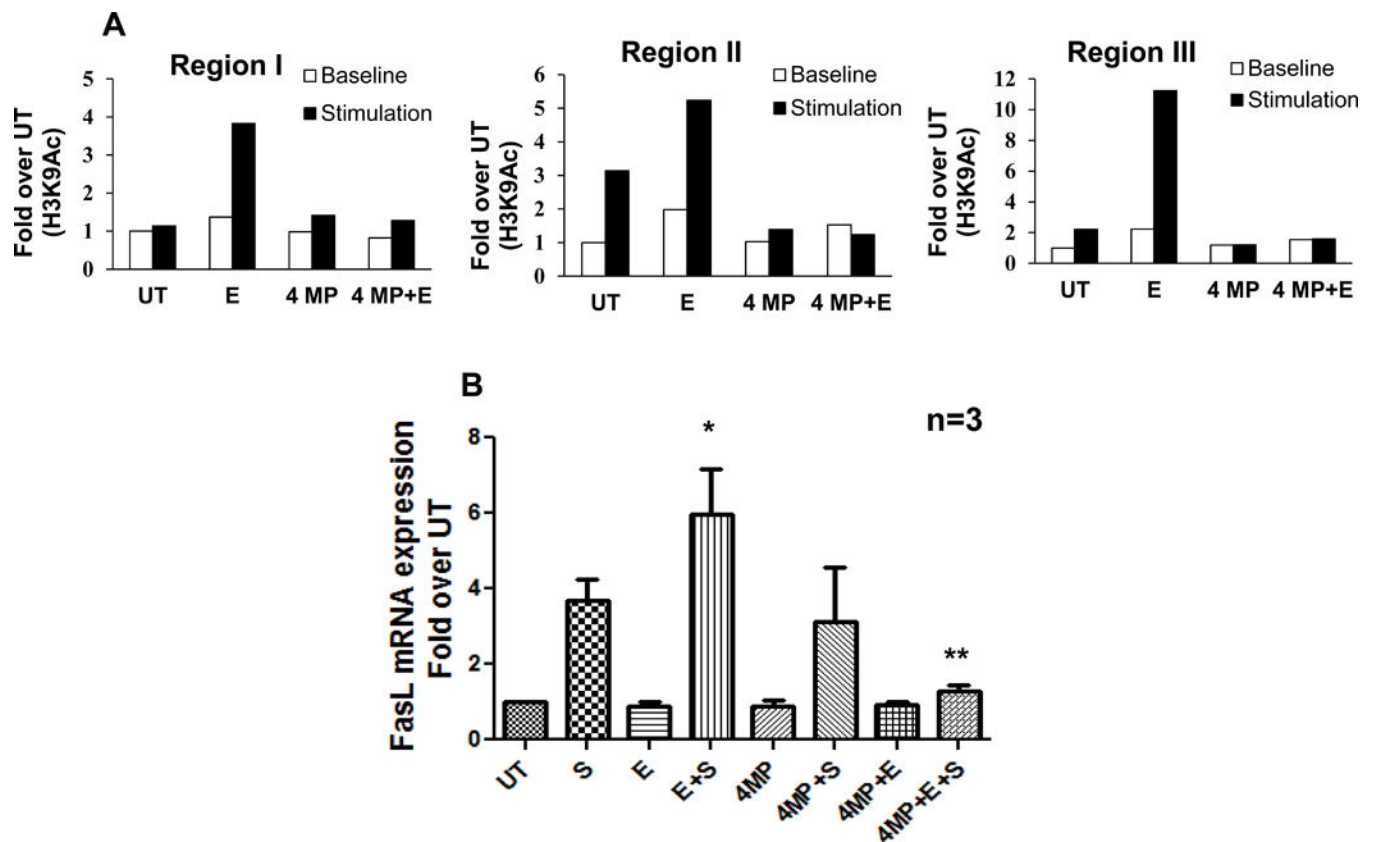 A
Region I
Baseline
Stimulation
Fold over UT
(H3K9Ac)
5
4
3
2
1
0
UT E 4 MP 4 MP+E
Region II
Baseline
Stimulation
Fold over UT
(H3K9Ac)
6
5
4
3
2
1
0
UT E 4 MP 4 MP+E
Region III
Baseline
Stimulation
Fold over UT
(H3K9Ac)
12
10
8
6
4
2
0
UT E 4 MP 4 MP+E
B
n=3
FasL mRNA expression
Fold over UT
8
6
4
2
0
*
**
UT
S
E
E+S
4MP
4MP+S
4MP+E
4MP+E+S